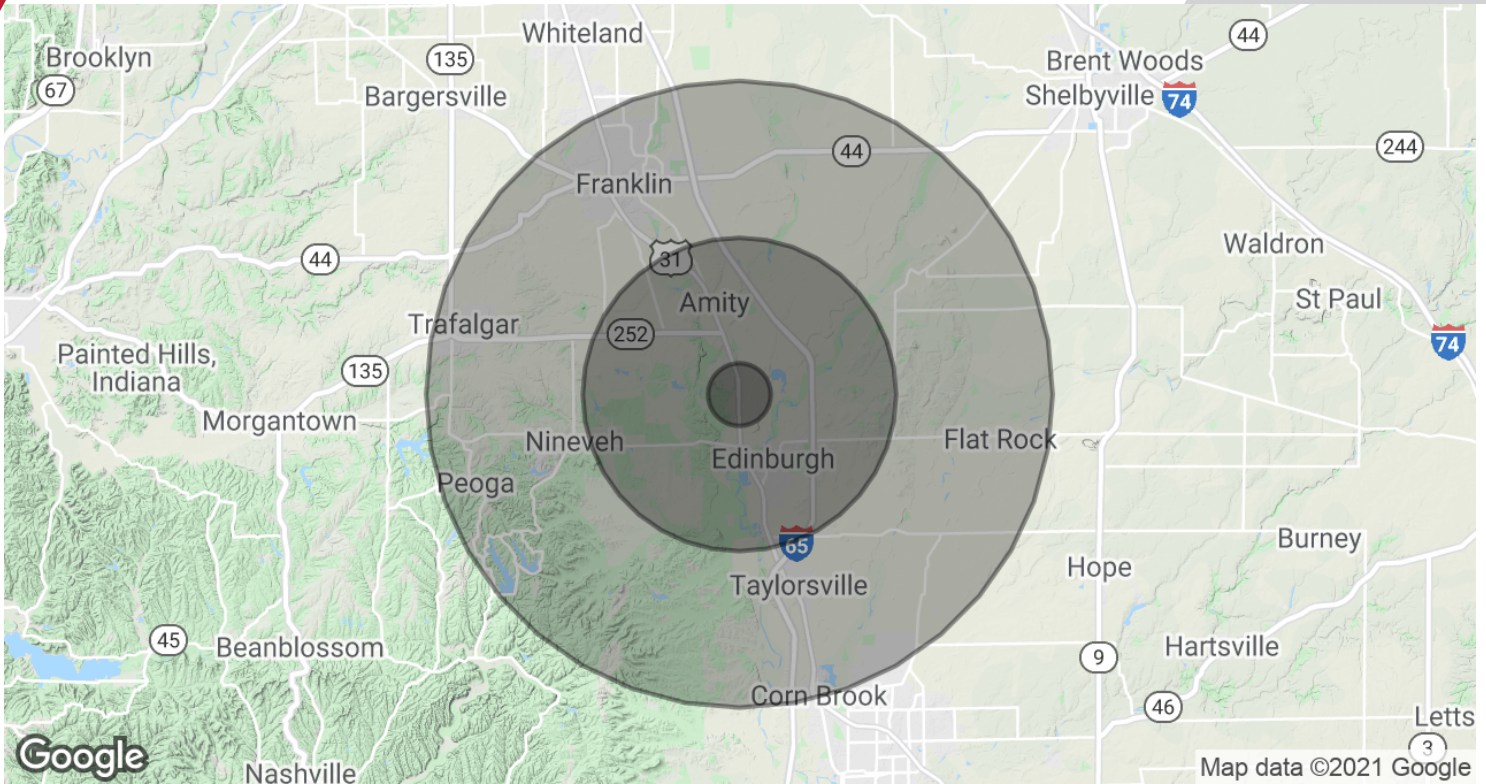 Whiteland
44
Brooklyn
135
Brent Woods
67
Bargersville
Shelbyville
74
44
244
Franklin
Waldron
44
31
Amity
St Paul
Trafalgar
252
74
Painted Hills,
Indiana
135
Morgantown
Nineveh
Flat Rock
Edinburgh
Peoga
65
Burney
Hope
Taylorsville
45
Beanblossom
9
Hartsville
Corn Brook
46
Letts
3
Google
Nashville
Map data ©2021 Google